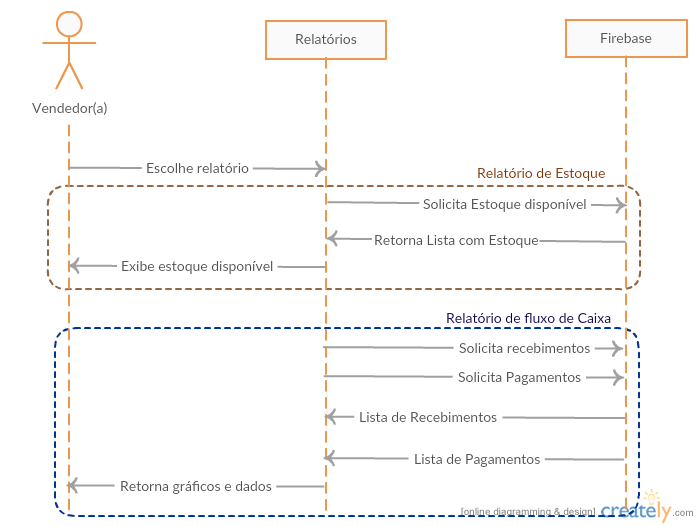 Relatórios
Firebase
Vendedor(a)
Escolhe relatório
Relatório de Estoque
Solicita Estoque disponível
Retorna Lista com Estoque
Exibe estoque disponível
Relatório de fluxo de Caixa
Solicita recebimentos
Solicita Pagamentos
Lista de Recebimentos
Lista de Pagamentos
Retorna gráficos e dados
[online diagramming & design] creately.com